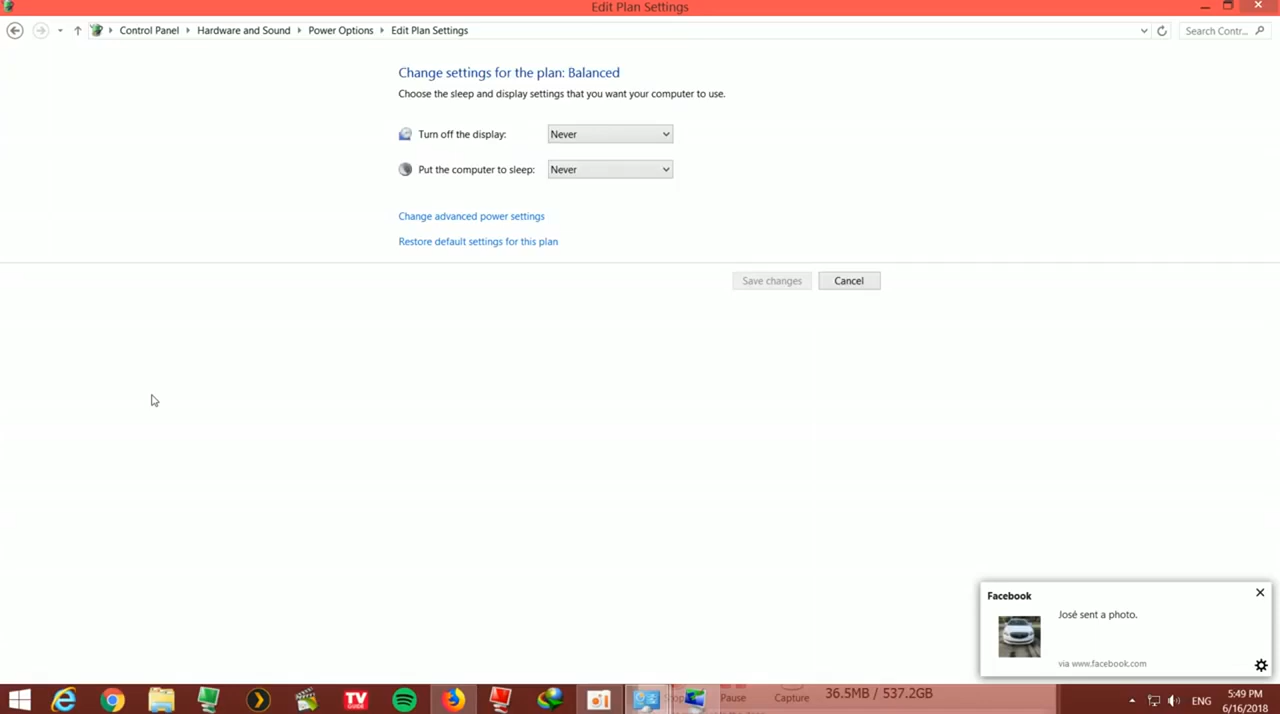 Edit Plan Settings
Control Panel Hardware and Sound Power Options Edit Plan Settings
Search Contr...
Change settings for the plan: Balanced
Choose the sleep and display settings that you want your computer to use.
Turn off the display: Never
Put the computer to sleep: Never
Change advanced power settings
Restore default settings for this plan
Save changes Cancel
Facebook
José sent a photo.
via www.facebook.com
TV
Pause Capture 36.5MB / 537.2GB
ENG
5:49 PM
6/16/2018